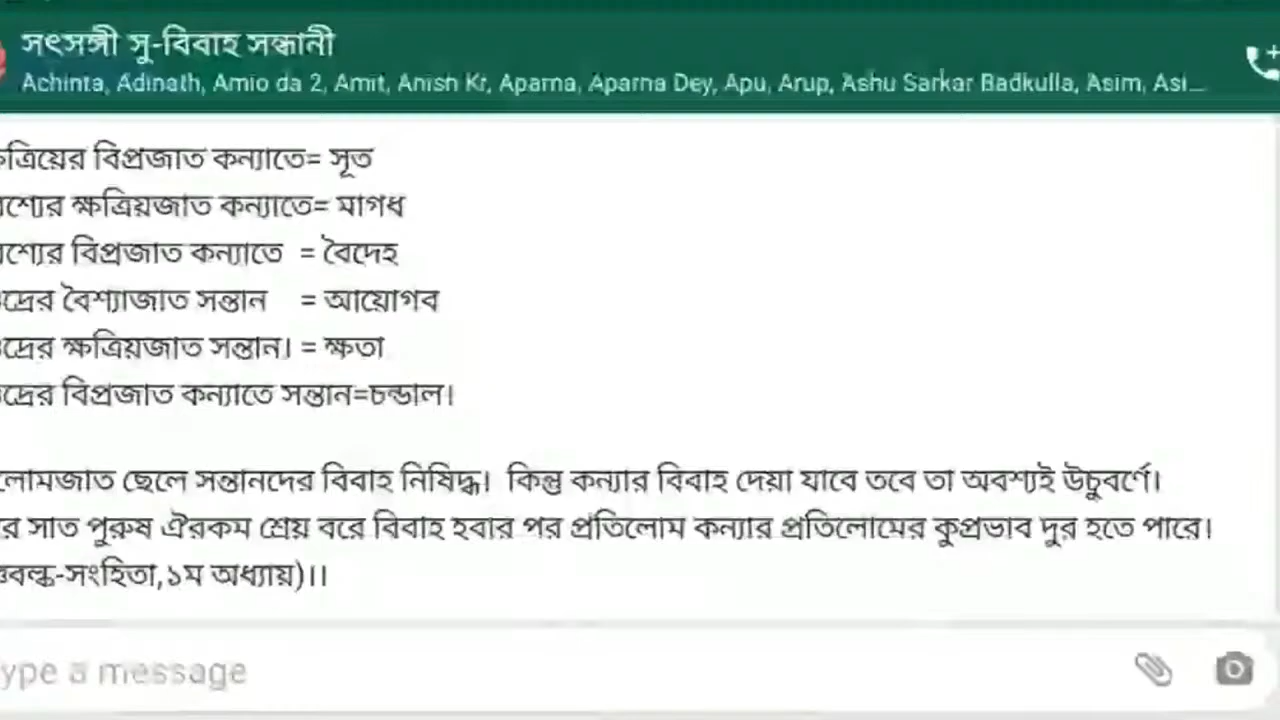 সৎসঙ্গী সু-বিবাহ সন্ধানী
Achinta, Adinath, Amio da 2, Amit, Anish Kr, Aparna, Aparna Dey, Apu, Arup, Ashu Sarkar Badkulla, Asim, Asi...
ত্রিয়ের বিপ্রজাত কন্যাতে= সূত
শ্যের ক্ষত্রিয়জাত কন্যাতে= মাগধ
শ্যের বিপ্রজাত কন্যাতে = বৈদেহ
দ্রের বৈশ্যাজাত সন্তান = আয়োগব
দ্রের ক্ষত্রিয়জাত সন্তান। = ক্ষতা
দ্রের বিপ্রজাত কন্যাতে সন্তান=চন্ডাল।
লোমজাত ছেলে সন্তানদের বিবাহ নিষিদ্ধ। কিন্তু কন্যার বিবাহ দেয়া যাবে তবে তা অবশ্যই উচুবর্ণে।
র সাত পুরুষ ঐরকম শ্রেয় বরে বিবাহ হবার পর প্রতিলোম কন্যার প্রতিলোমের কুপ্রভাব দুর হতে পারে।
বল্ক-সংহিতা,১ম অধ্যায়)।।
ype a message